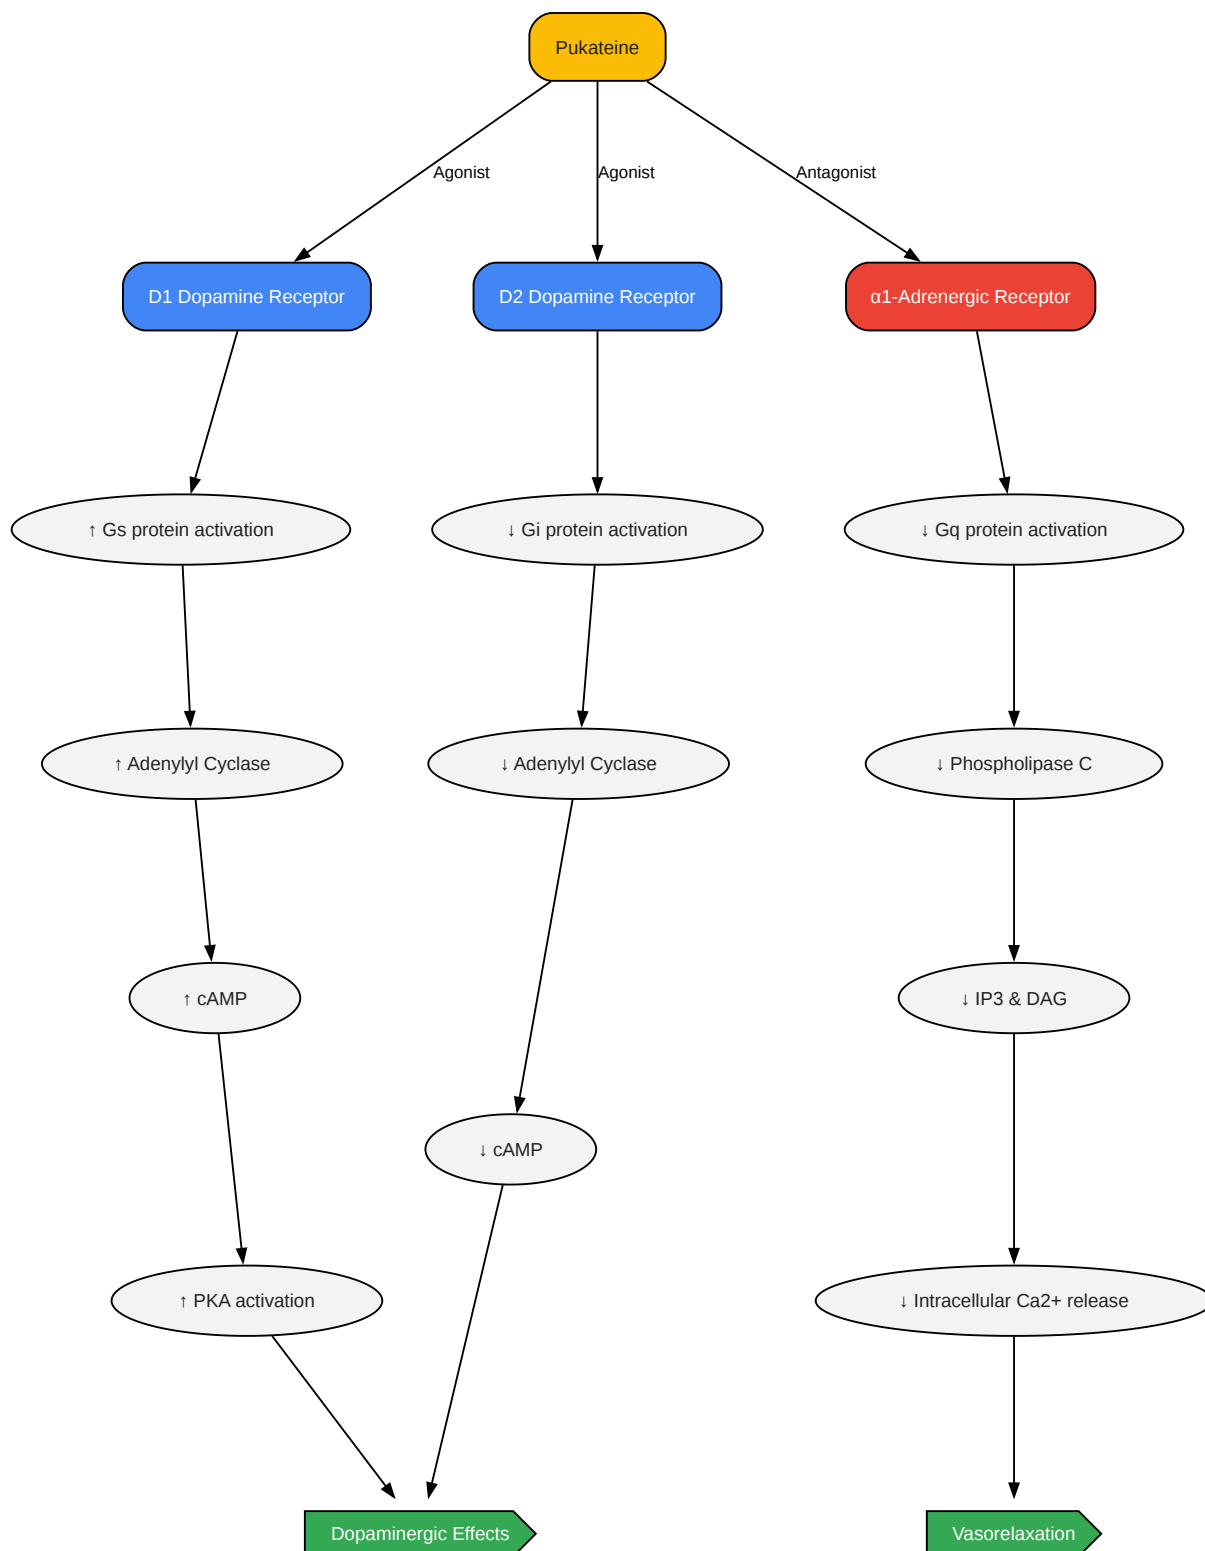 Pukateine
Agonist
Agonist
Antagonist
D1 Dopamine Receptor
D2 Dopamine Receptor
α1-Adrenergic Receptor
↑ Gs protein activation
↓ Gi protein activation
↓ Gq protein activation
↑ Adenylyl Cyclase
↓ Adenylyl Cyclase
↓ Phospholipase C
↑ cAMP
↓ IP3 & DAG
↓ cAMP
↑ PKA activation
↓ Intracellular Ca2+ release
Dopaminergic Effects
Vasorelaxation